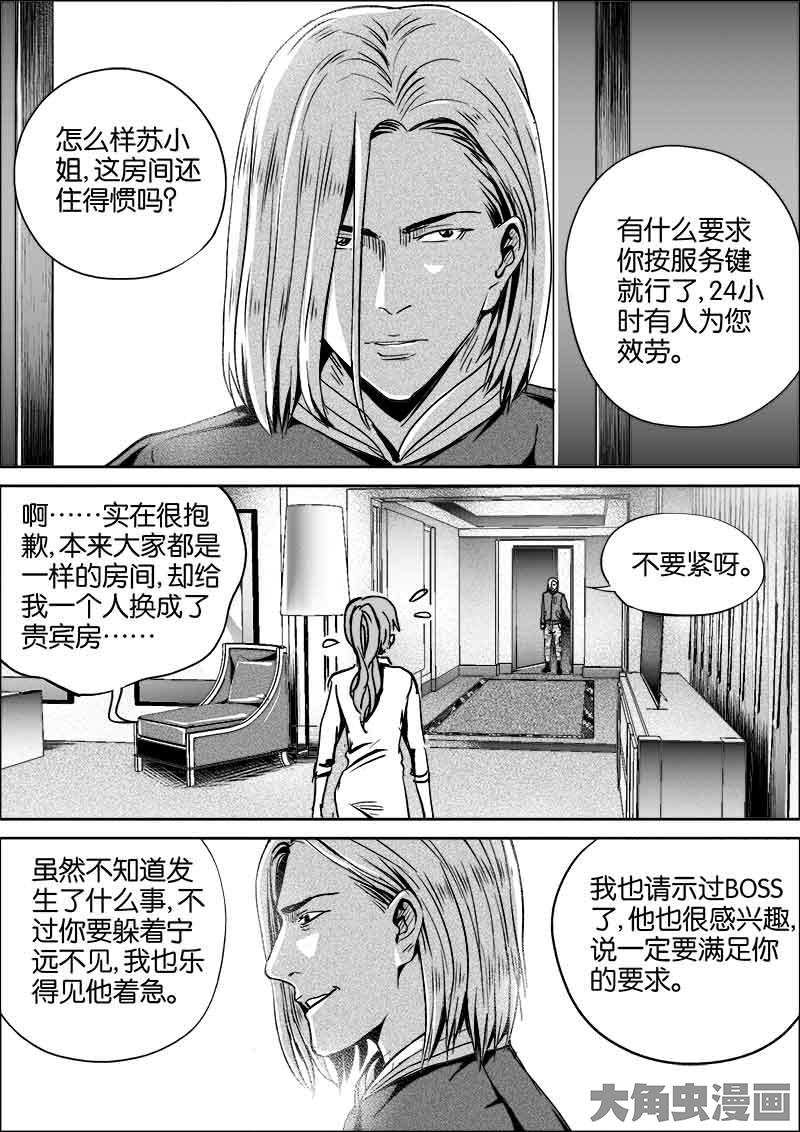 怎么样苏小
姐,这房间还
住得惯吗?
有什么要求
你按服务键
就行了,24小
时有人为您
效劳。
啊……实在很抱
歉,本来大家都是
一样的房间,却给
我一个人换成了
贵宾房……
不要紧呀。
虽然不知道发
生了什么事,不
过你要躲着宁
远不见,我也乐
得见他着急。
我也请示过BOSS
了,他也很感兴趣,
说一定要满足你
的要求。
大角虫漫画